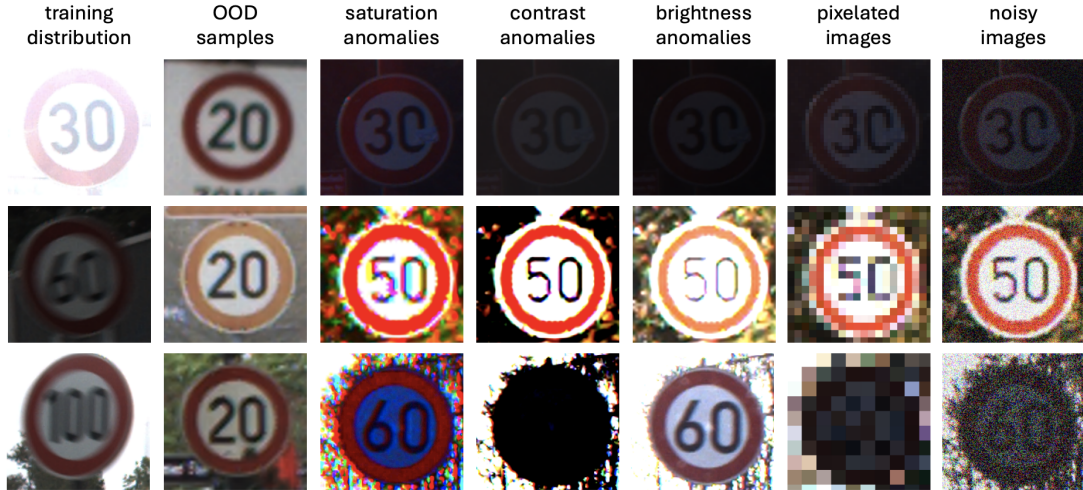 training distribution
OOD samples
saturation anomalies
contrast anomalies
brightness anomalies
pixelated images
noisy images
30
20
30
30
30
30
30
60
20
50
50
50
50
50
100
20
60
60